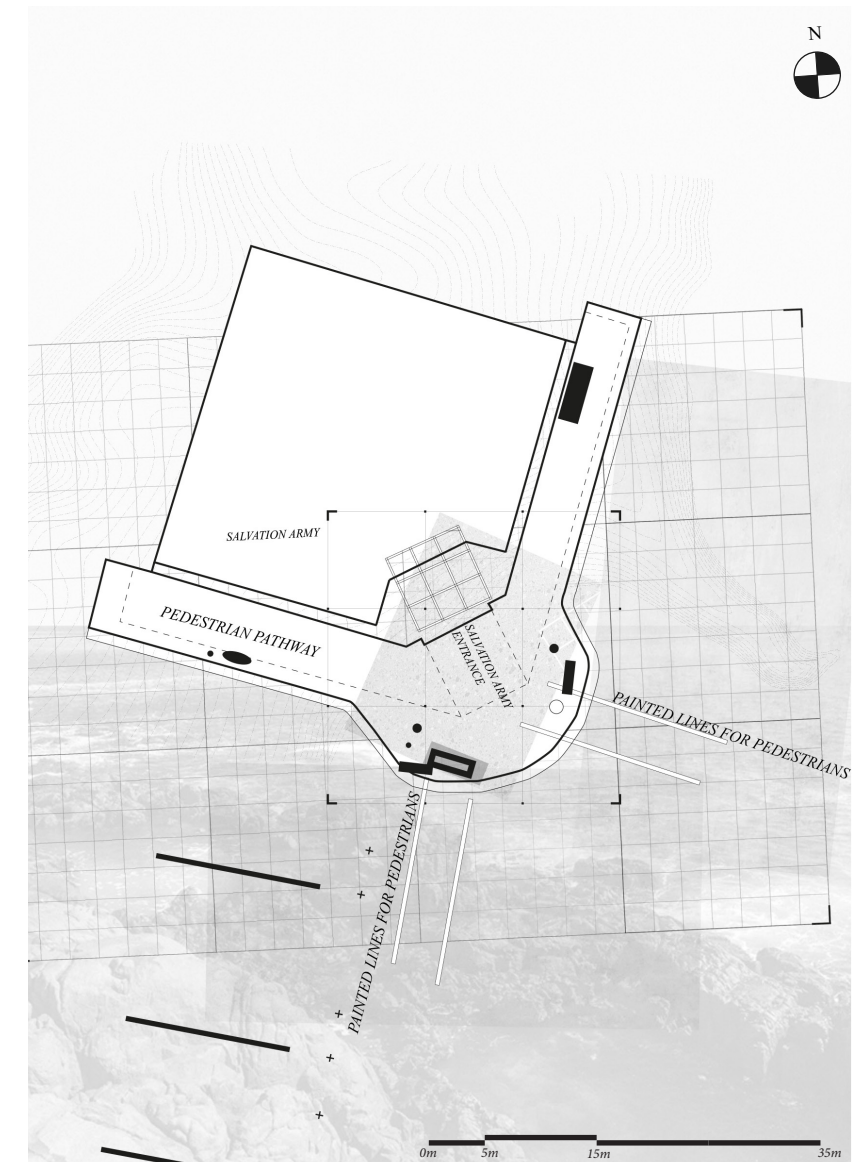 N
SALVATION ARMY
PEDESTRIAN PATHWAY
SALVATION ARMY
ENTRANCE
PAINTED LINES FOR PEDESTRIANS
PAINTED LINES FOR PEDESTRIANS
0m 5m 15m 35m